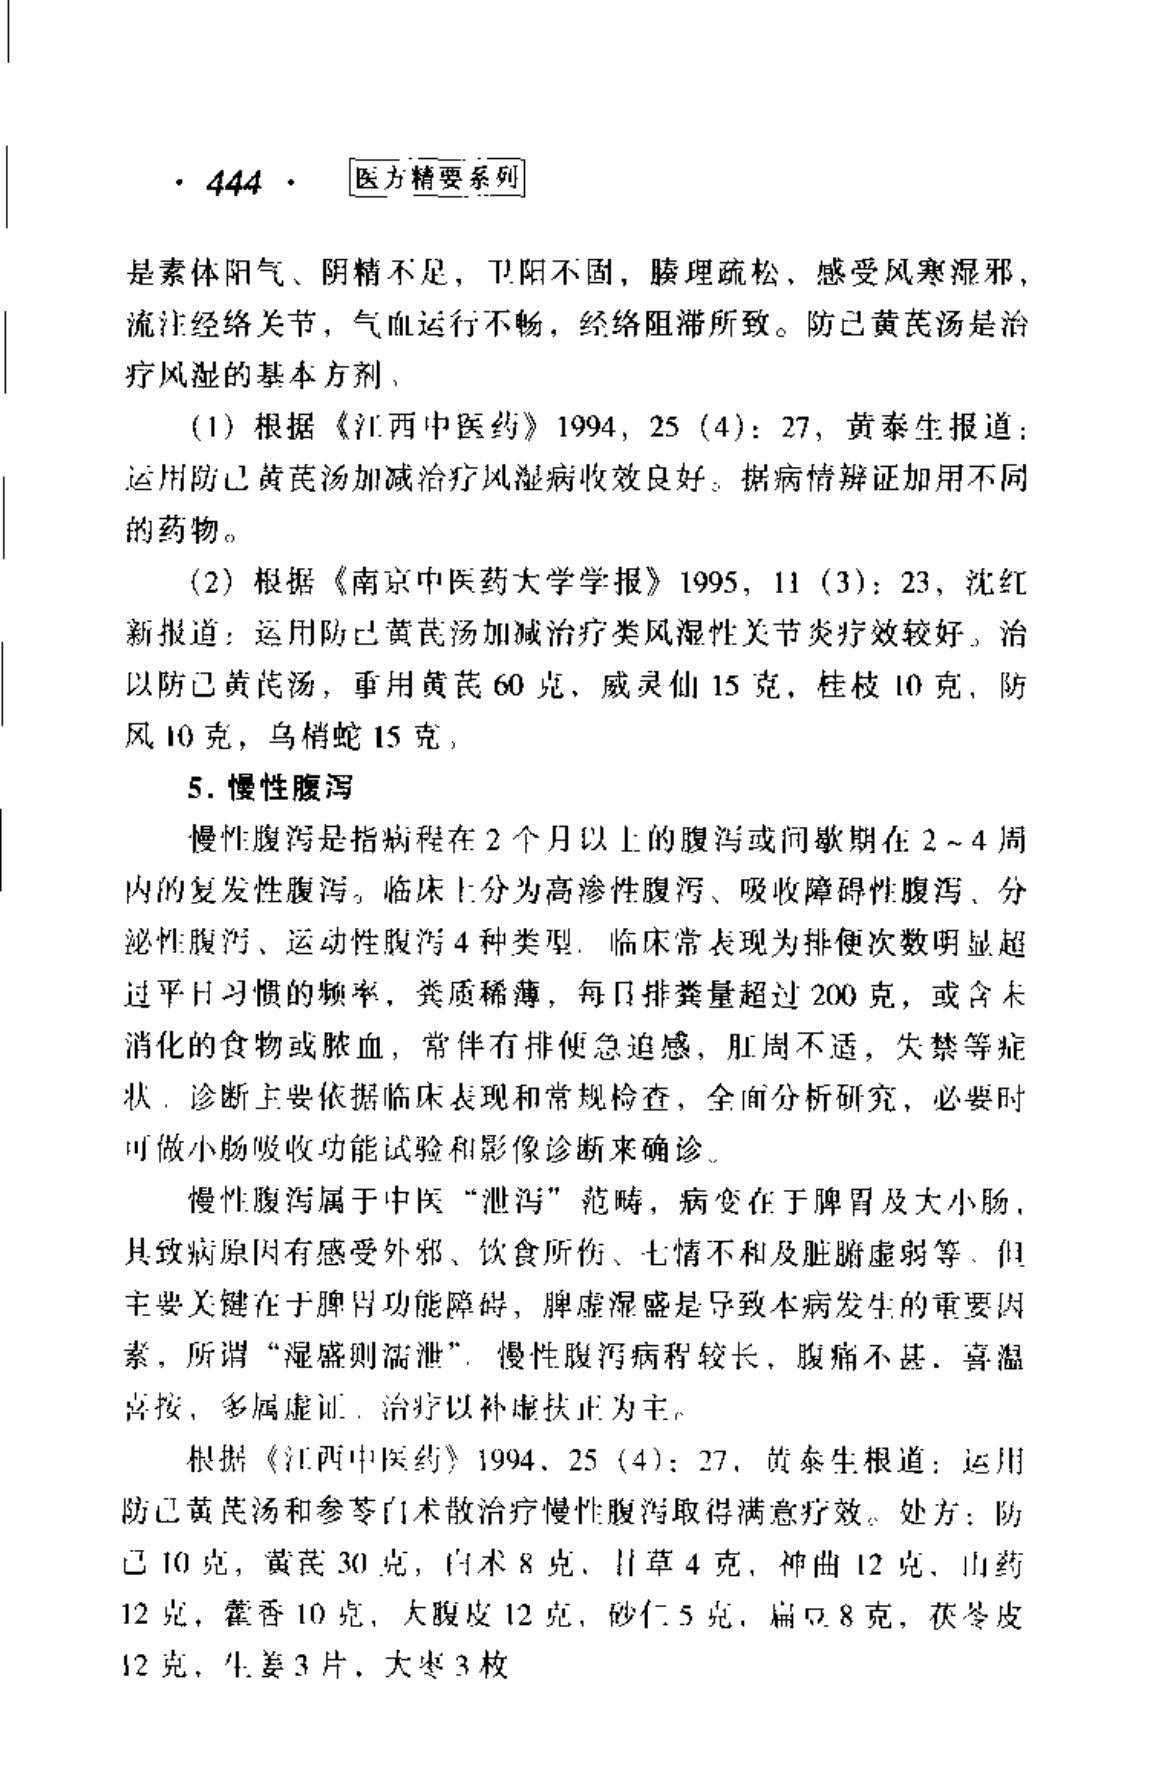 · 444 · 医方精要系列
是素体阳气、阴精不足，卫阳不固，腠理疏松，感受风寒湿邪，
流注经络关节，气血运行不畅，经络阻滞所致。防己黄芪汤是治
疗风湿的基本方剂。
（1）根据《江西中医药》1994，25（4）：27，黄泰生报道：
运用防己黄芪汤加减治疗风湿病收效良好。据病情辨证加用不同
的药物。
（2）根据《南京中医药大学学报》1995，11（3）：23，沈红
新报道：运用防己黄芪汤加减治疗类风湿性关节炎疗效较好。治
以防己黄芪汤，重用黄芪 60 克，威灵仙 15 克，桂枝 10 克，防
风 10 克，乌梢蛇 15 克。
5. 慢性腹泻
慢性腹泻是指病程在 2 个月以上的腹泻或间歇期在 2～4 周
内的复发性腹泻。临床上分为高渗性腹泻、吸收障碍性腹泻、分
泌性腹泻、运动性腹泻 4 种类型。临床常表现为排便次数明显超
过平日习惯的频率，粪质稀薄，每日排粪量超过 200 克，或含未
消化的食物或脓血，常伴有排便急迫感，肛周不适，失禁等症
状。诊断主要依据临床表现和常规检查，全面分析研究，必要时
可做小肠吸收功能试验和影像诊断来确诊。
慢性腹泻属于中医“泄泻”范畴，病变在于脾胃及大小肠，
其致病原因有感受外邪、饮食所伤、七情不和及脏腑虚弱等、但
主要关键在于脾胃功能障碍，脾虚湿盛是导致本病发生的重要因
素，所谓“湿盛则濡泄”。慢性腹泻病程较长，腹痛不甚，喜温
喜按，多属虚证。治疗以补虚扶正为主。
根据《江西中医药》1994，25（4）：27，黄泰生根道：运用
防己黄芪汤和参苓白术散治疗慢性腹泻取得满意疗效。处方：防
己 10 克，黄芪 30 克，白术 8 克，甘草 4 克，神曲 12 克，山药
12 克，藿香 10 克，大腹皮 12 克，砂仁 5 克，扁豆 8 克，茯苓皮
12 克，生姜 3 片，大枣 3 枚